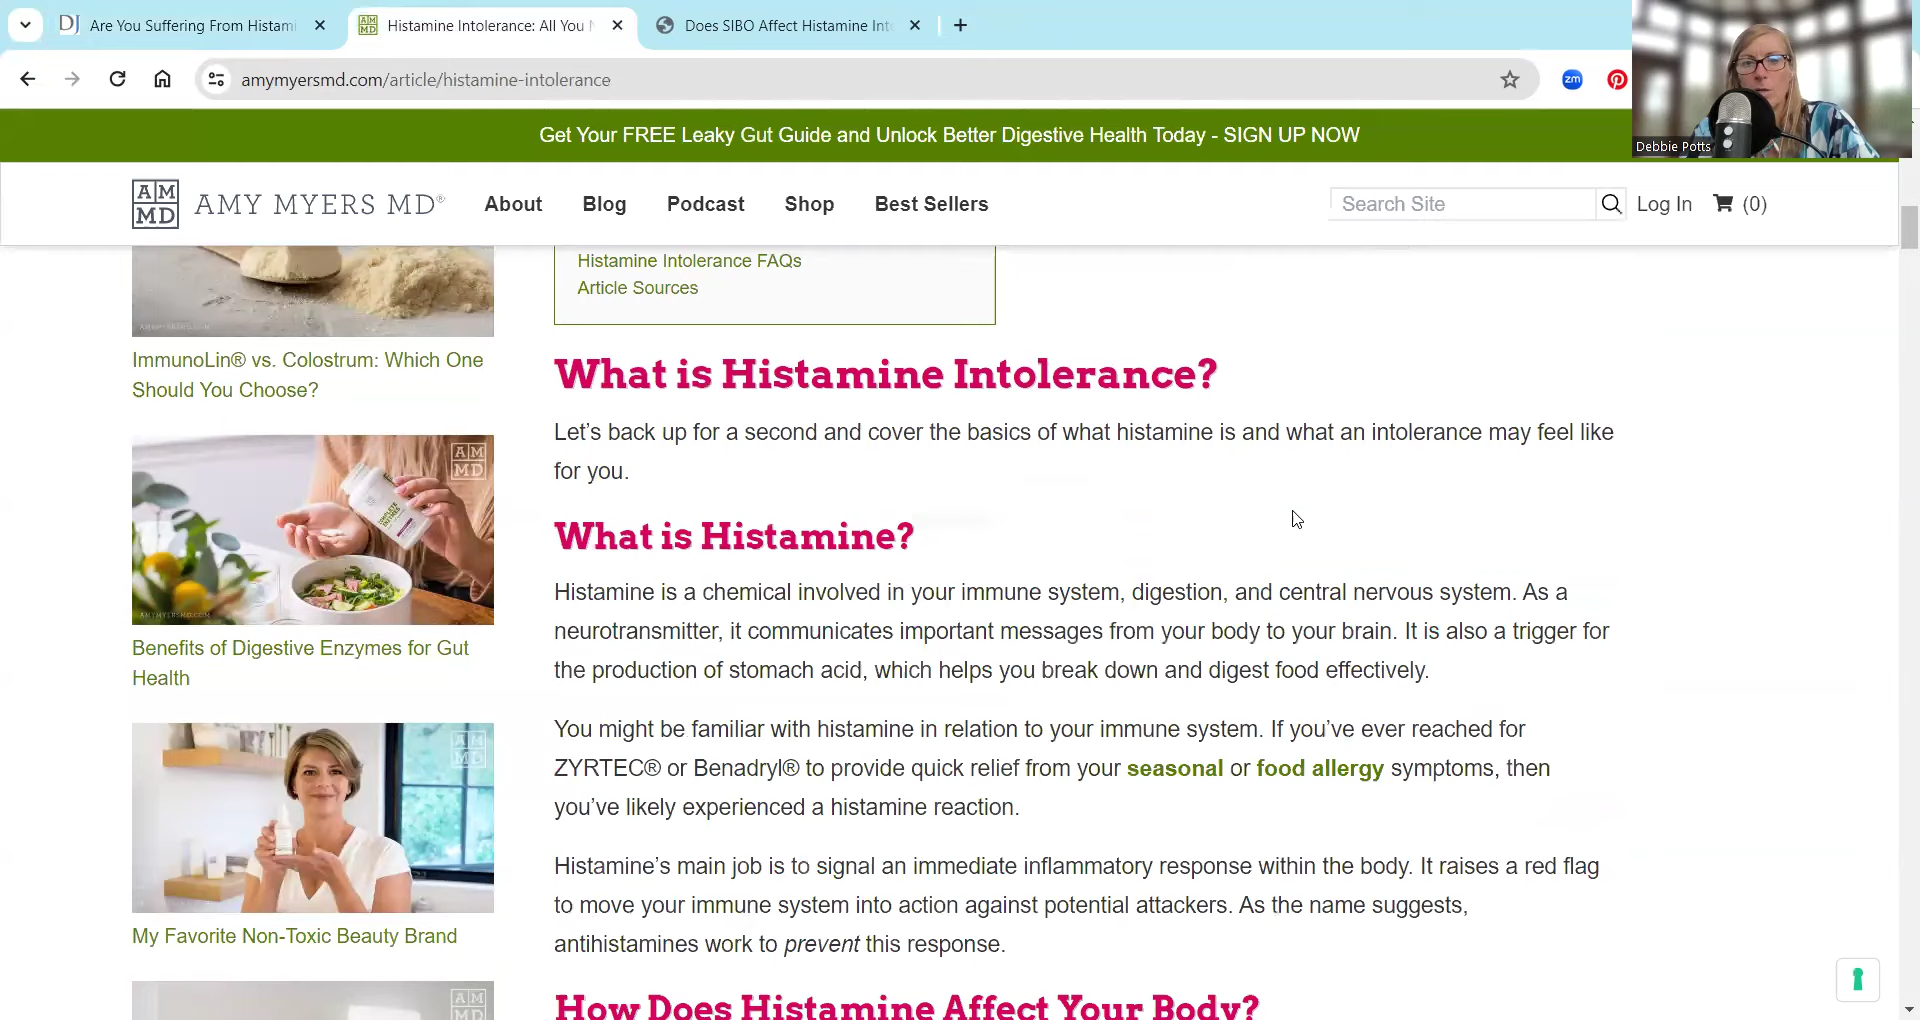 Are You Suffering From Histami
Histamine Intolerance: All You N
Does SIBO Affect Histamine Into
amymyersmd.com/article/histamine-intolerance
zm
Debbie Potts
Get Your FREE Leaky Gut Guide and Unlock Better Digestive Health Today - SIGN UP NOW
AM
MD
AMY MYERS MD®
About
Blog
Podcast
Shop
Best Sellers
Search Site
Log In
(0)
Histamine Intolerance FAQs
Article Sources
ImmunoLin® vs. Colostrum: Which One
Should You Choose?
AM
MD
COMPLETE
ENZYMES
AMYMYERSMD.COM
Benefits of Digestive Enzymes for Gut
Health
AM
MD
My Favorite Non-Toxic Beauty Brand
AM
MD
What is Histamine Intolerance?
Let’s back up for a second and cover the basics of what histamine is and what an intolerance may feel like
for you.
What is Histamine?
Histamine is a chemical involved in your immune system, digestion, and central nervous system. As a
neurotransmitter, it communicates important messages from your body to your brain. It is also a trigger for
the production of stomach acid, which helps you break down and digest food effectively.
You might be familiar with histamine in relation to your immune system. If you’ve ever reached for
ZYRTEC® or Benadryl® to provide quick relief from your seasonal or food allergy symptoms, then
you’ve likely experienced a histamine reaction.
Histamine’s main job is to signal an immediate inflammatory response within the body. It raises a red flag
to move your immune system into action against potential attackers. As the name suggests,
antihistamines work to prevent this response.
How Does Histamine Affect Your Body?